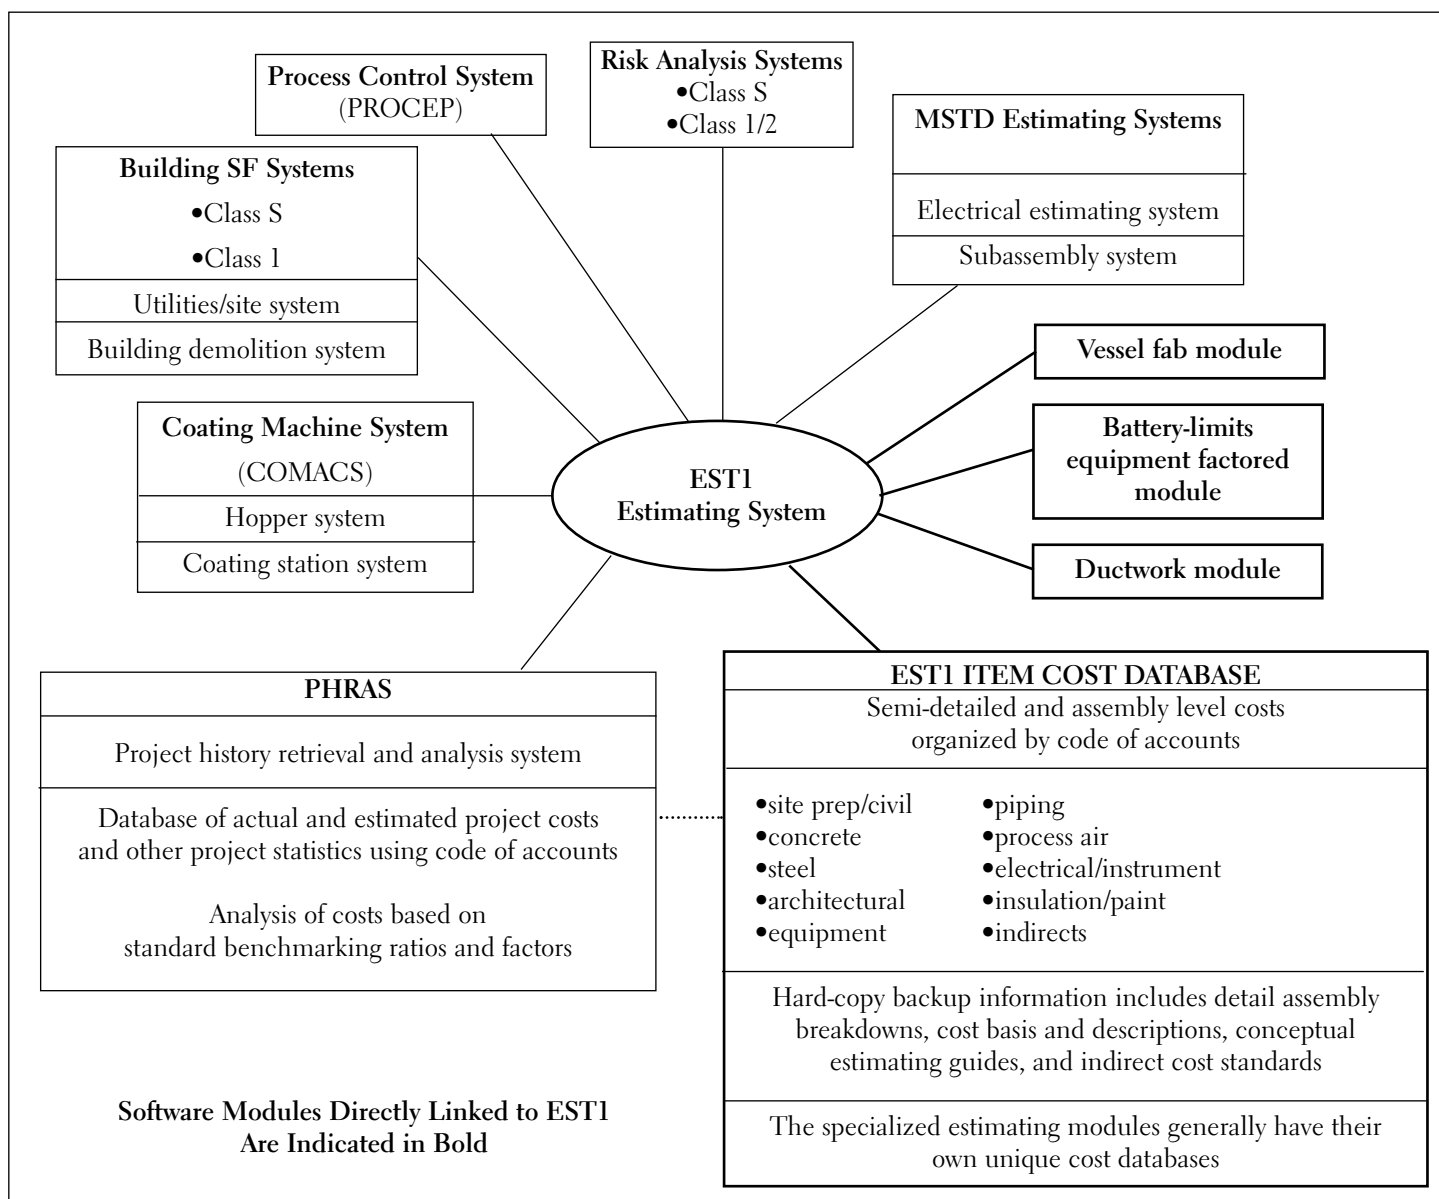 Process Control System
(PROCEP)
Risk Analysis Systems
•Class S
•Class 1/2
MSTD Estimating Systems
Electrical estimating system
Subassembly system
Building SF Systems
•Class S
•Class 1
Utilities/site system
Building demolition system
Vessel fab module
Battery-limits
equipment factored
module
Ductwork module
Coating Machine System
(COMACS)
Hopper system
Coating station system
EST1
Estimating System
PHRAS
Project history retrieval and analysis system
Database of actual and estimated project costs
and other project statistics using code of accounts
Analysis of costs based on
standard benchmarking ratios and factors
EST1 ITEM COST DATABASE
Semi-detailed and assembly level costs
organized by code of accounts
•site prep/civil
•concrete
•steel
•architectural
•equipment
•piping
•process air
•electrical/instrument
•insulation/paint
•indirects
Hard-copy backup information includes detail assembly
breakdowns, cost basis and descriptions, conceptual
estimating guides, and indirect cost standards
The specialized estimating modules generally have their
own unique cost databases
Software Modules Directly Linked to EST1
Are Indicated in Bold